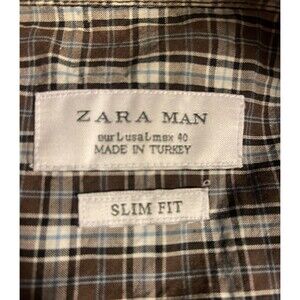 ZARA MAN
eur L usa L mex 40
MADE IN TURKEY
SLIM FIT